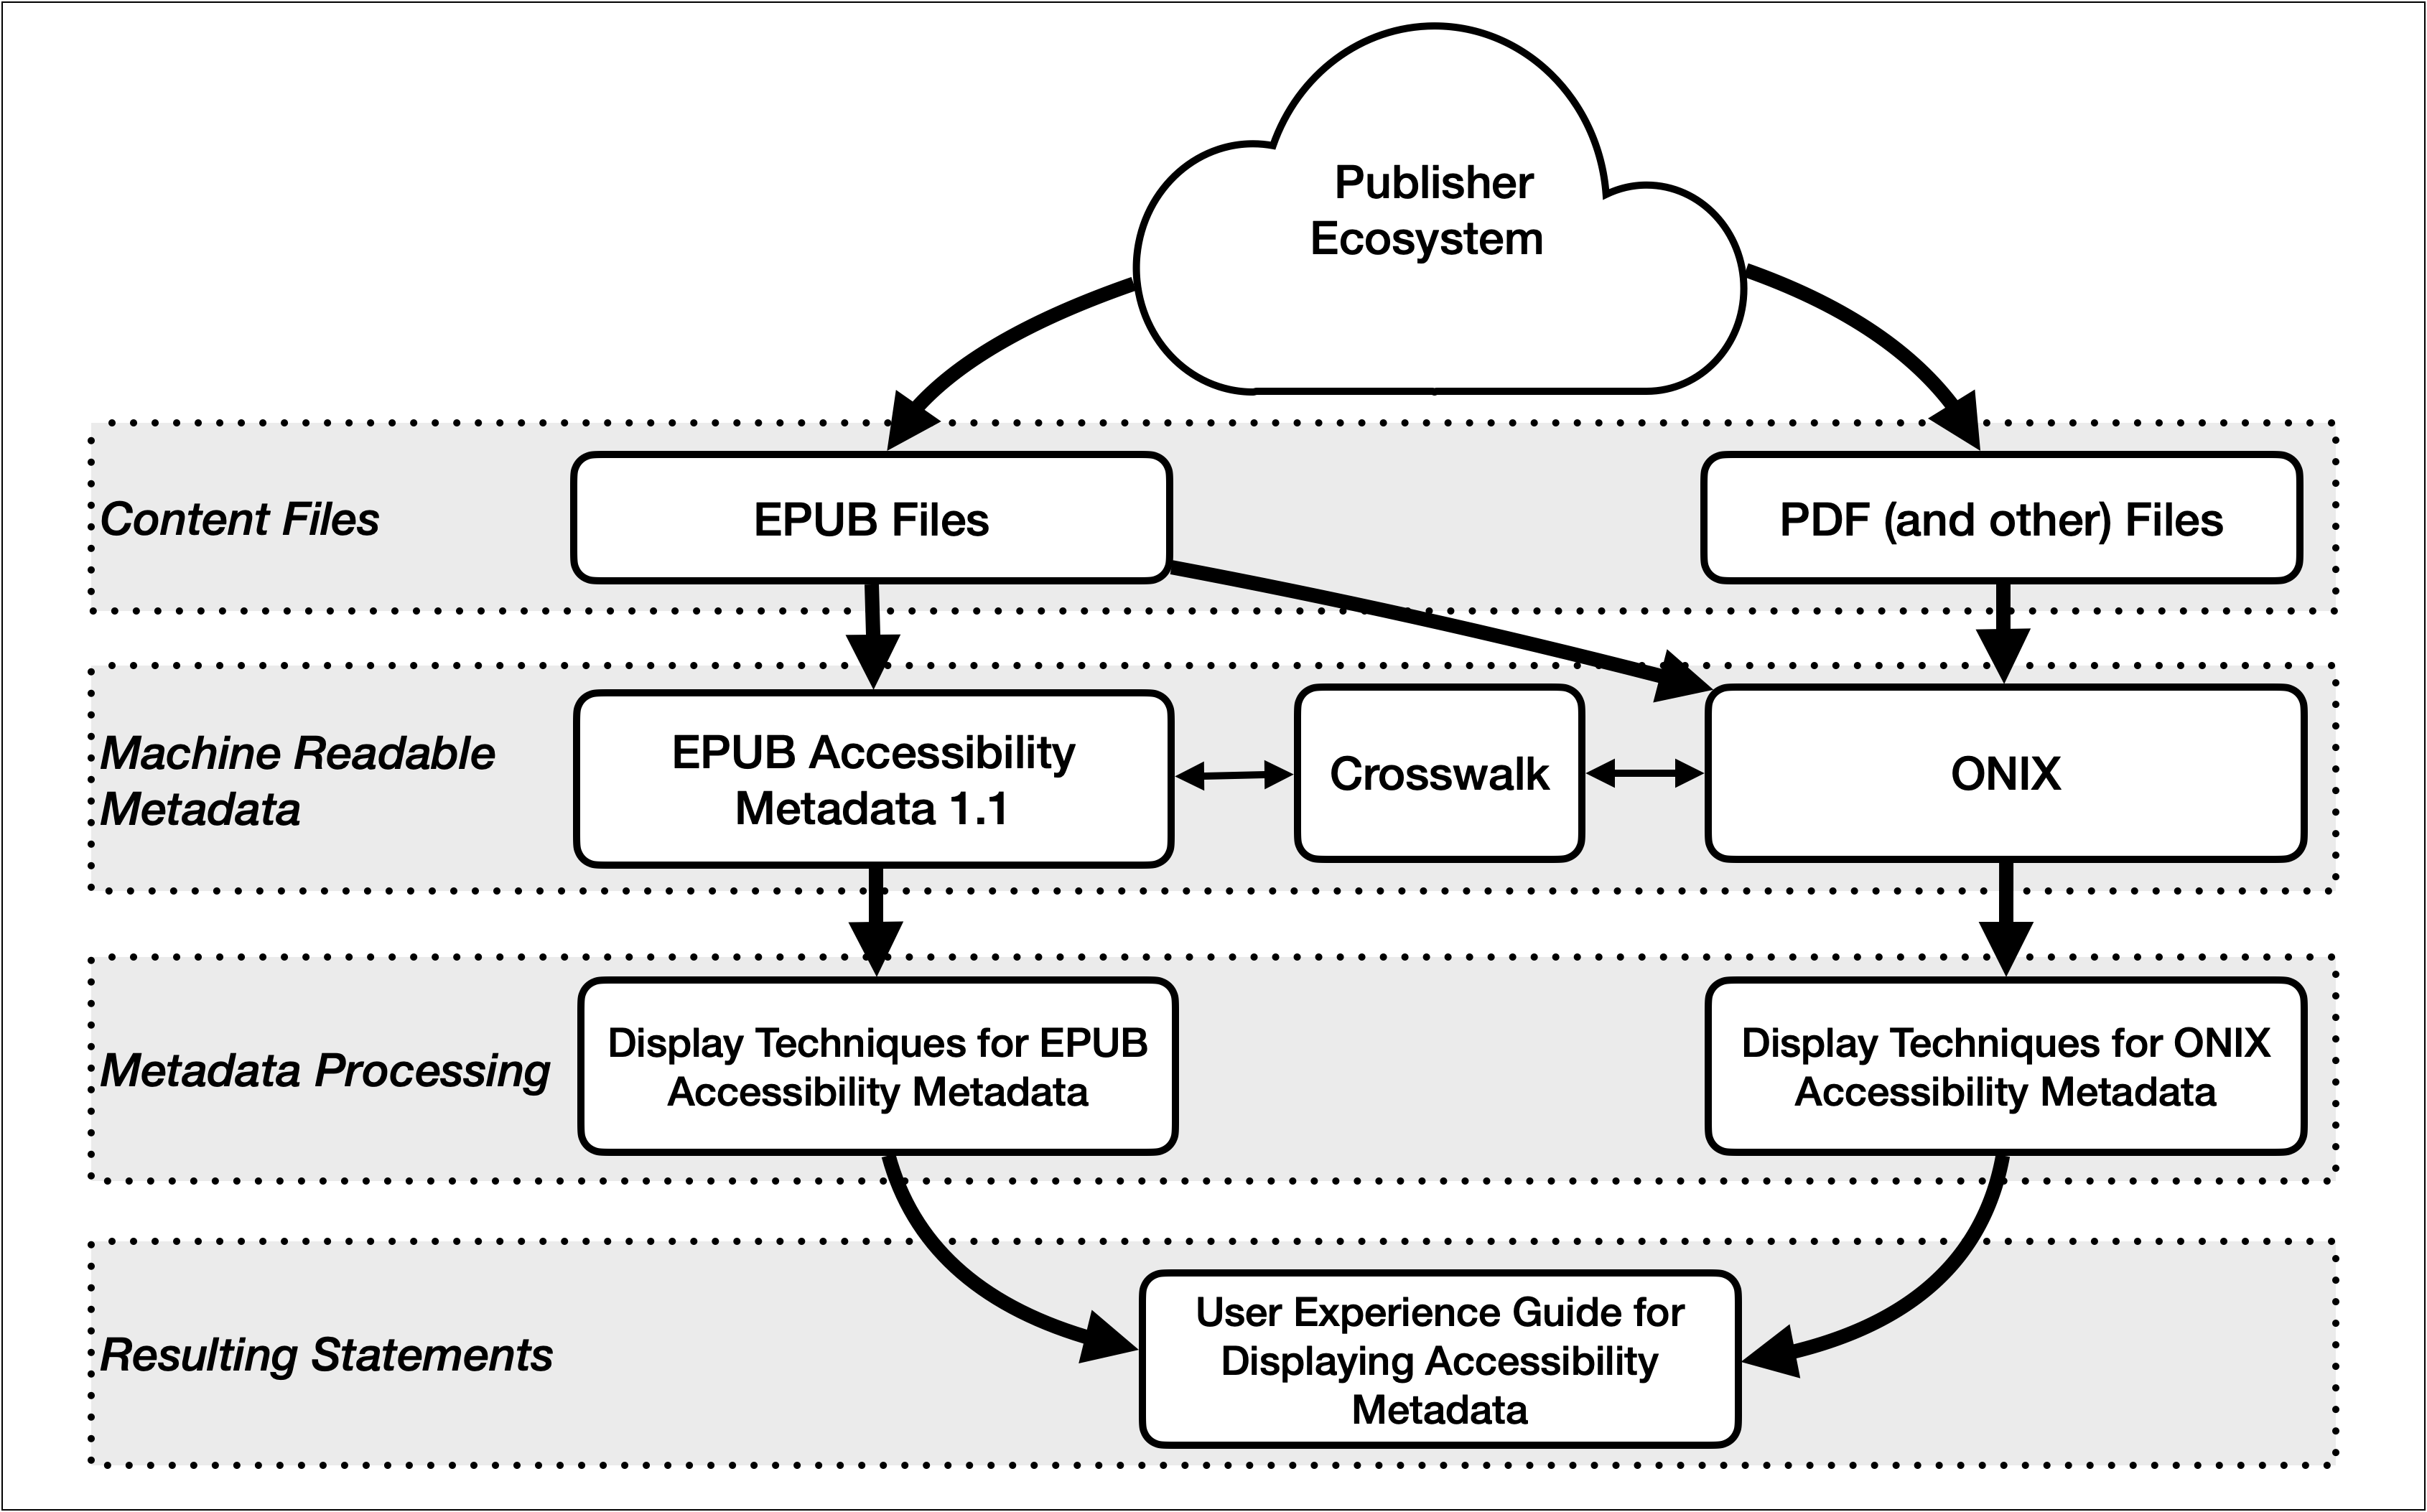 Publisher
Ecosystem
Content Files
EPUB Files
PDF (and other) Files
Machine Readable
Metadata
EPUB Accessibility
Metadata 1.1
Crosswalk
ONIX
Metadata Processing
Display Techniques for EPUB
Accessibility Metadata
Display Techniques for ONIX
Accessibility Metadata
Resulting Statements
User Experience Guide for
Displaying Accessibility
Metadata